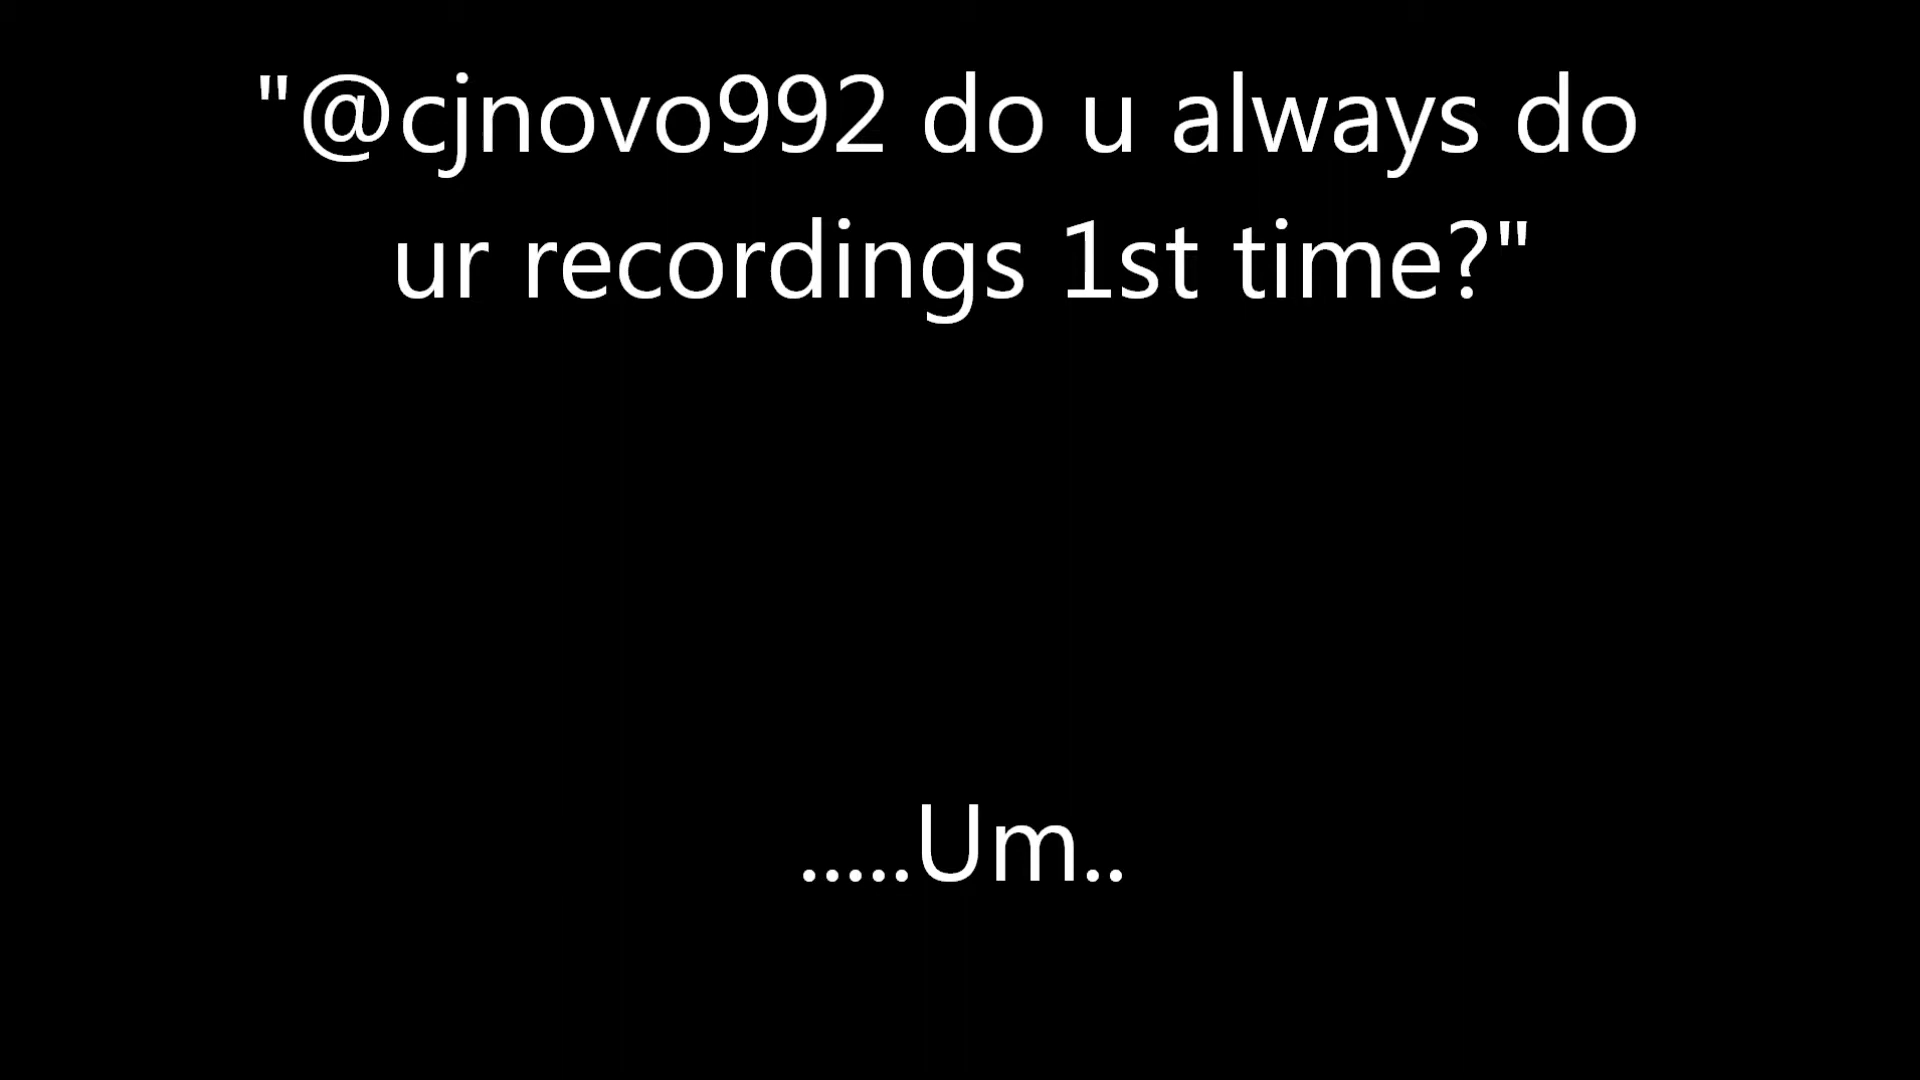 "@cjnovo992 do u always do
ur recordings 1st time?"
.....Um..